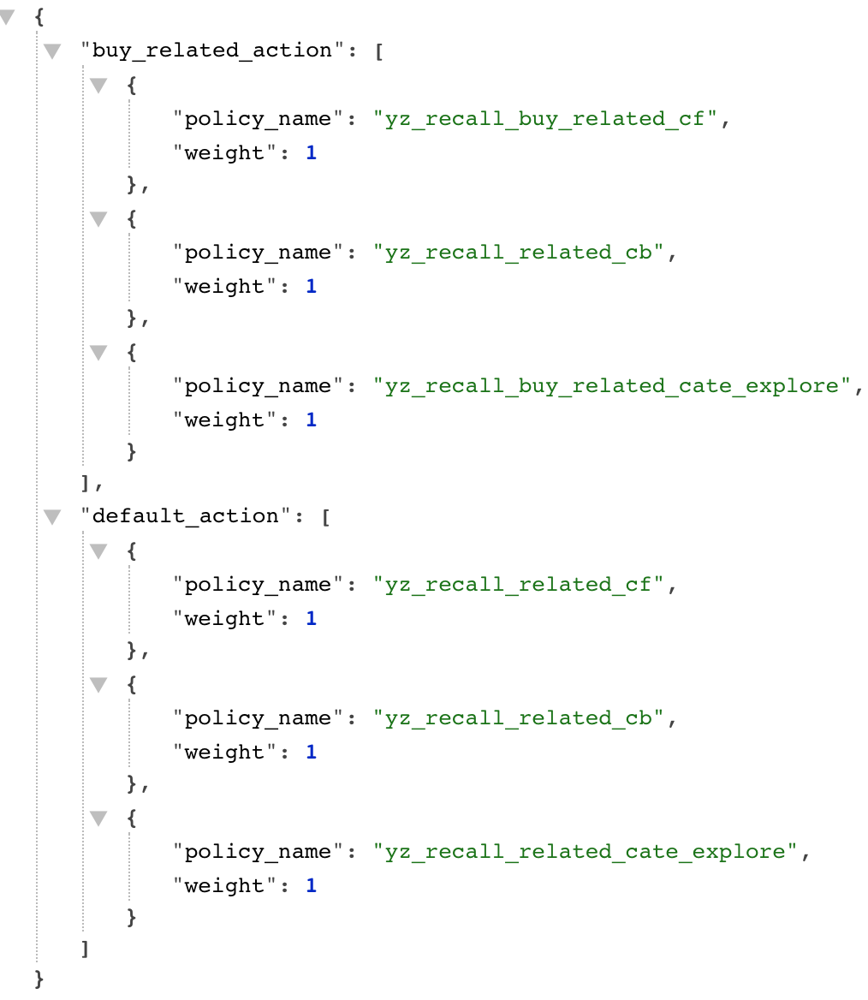 {
"buy_related_action": [
{
"policy_name": "yz_recall_buy_related_cf",
"weight": 1
},
{
"policy_name": "yz_recall_related_cb",
"weight": 1
},
{
"policy_name": "yz_recall_buy_related_cate_explore",
"weight": 1
}
],
"default_action": [
{
"policy_name": "yz_recall_related_cf",
"weight": 1
},
{
"policy_name": "yz_recall_related_cb",
"weight": 1
},
{
"policy_name": "yz_recall_related_cate_explore",
"weight": 1
}
]
}